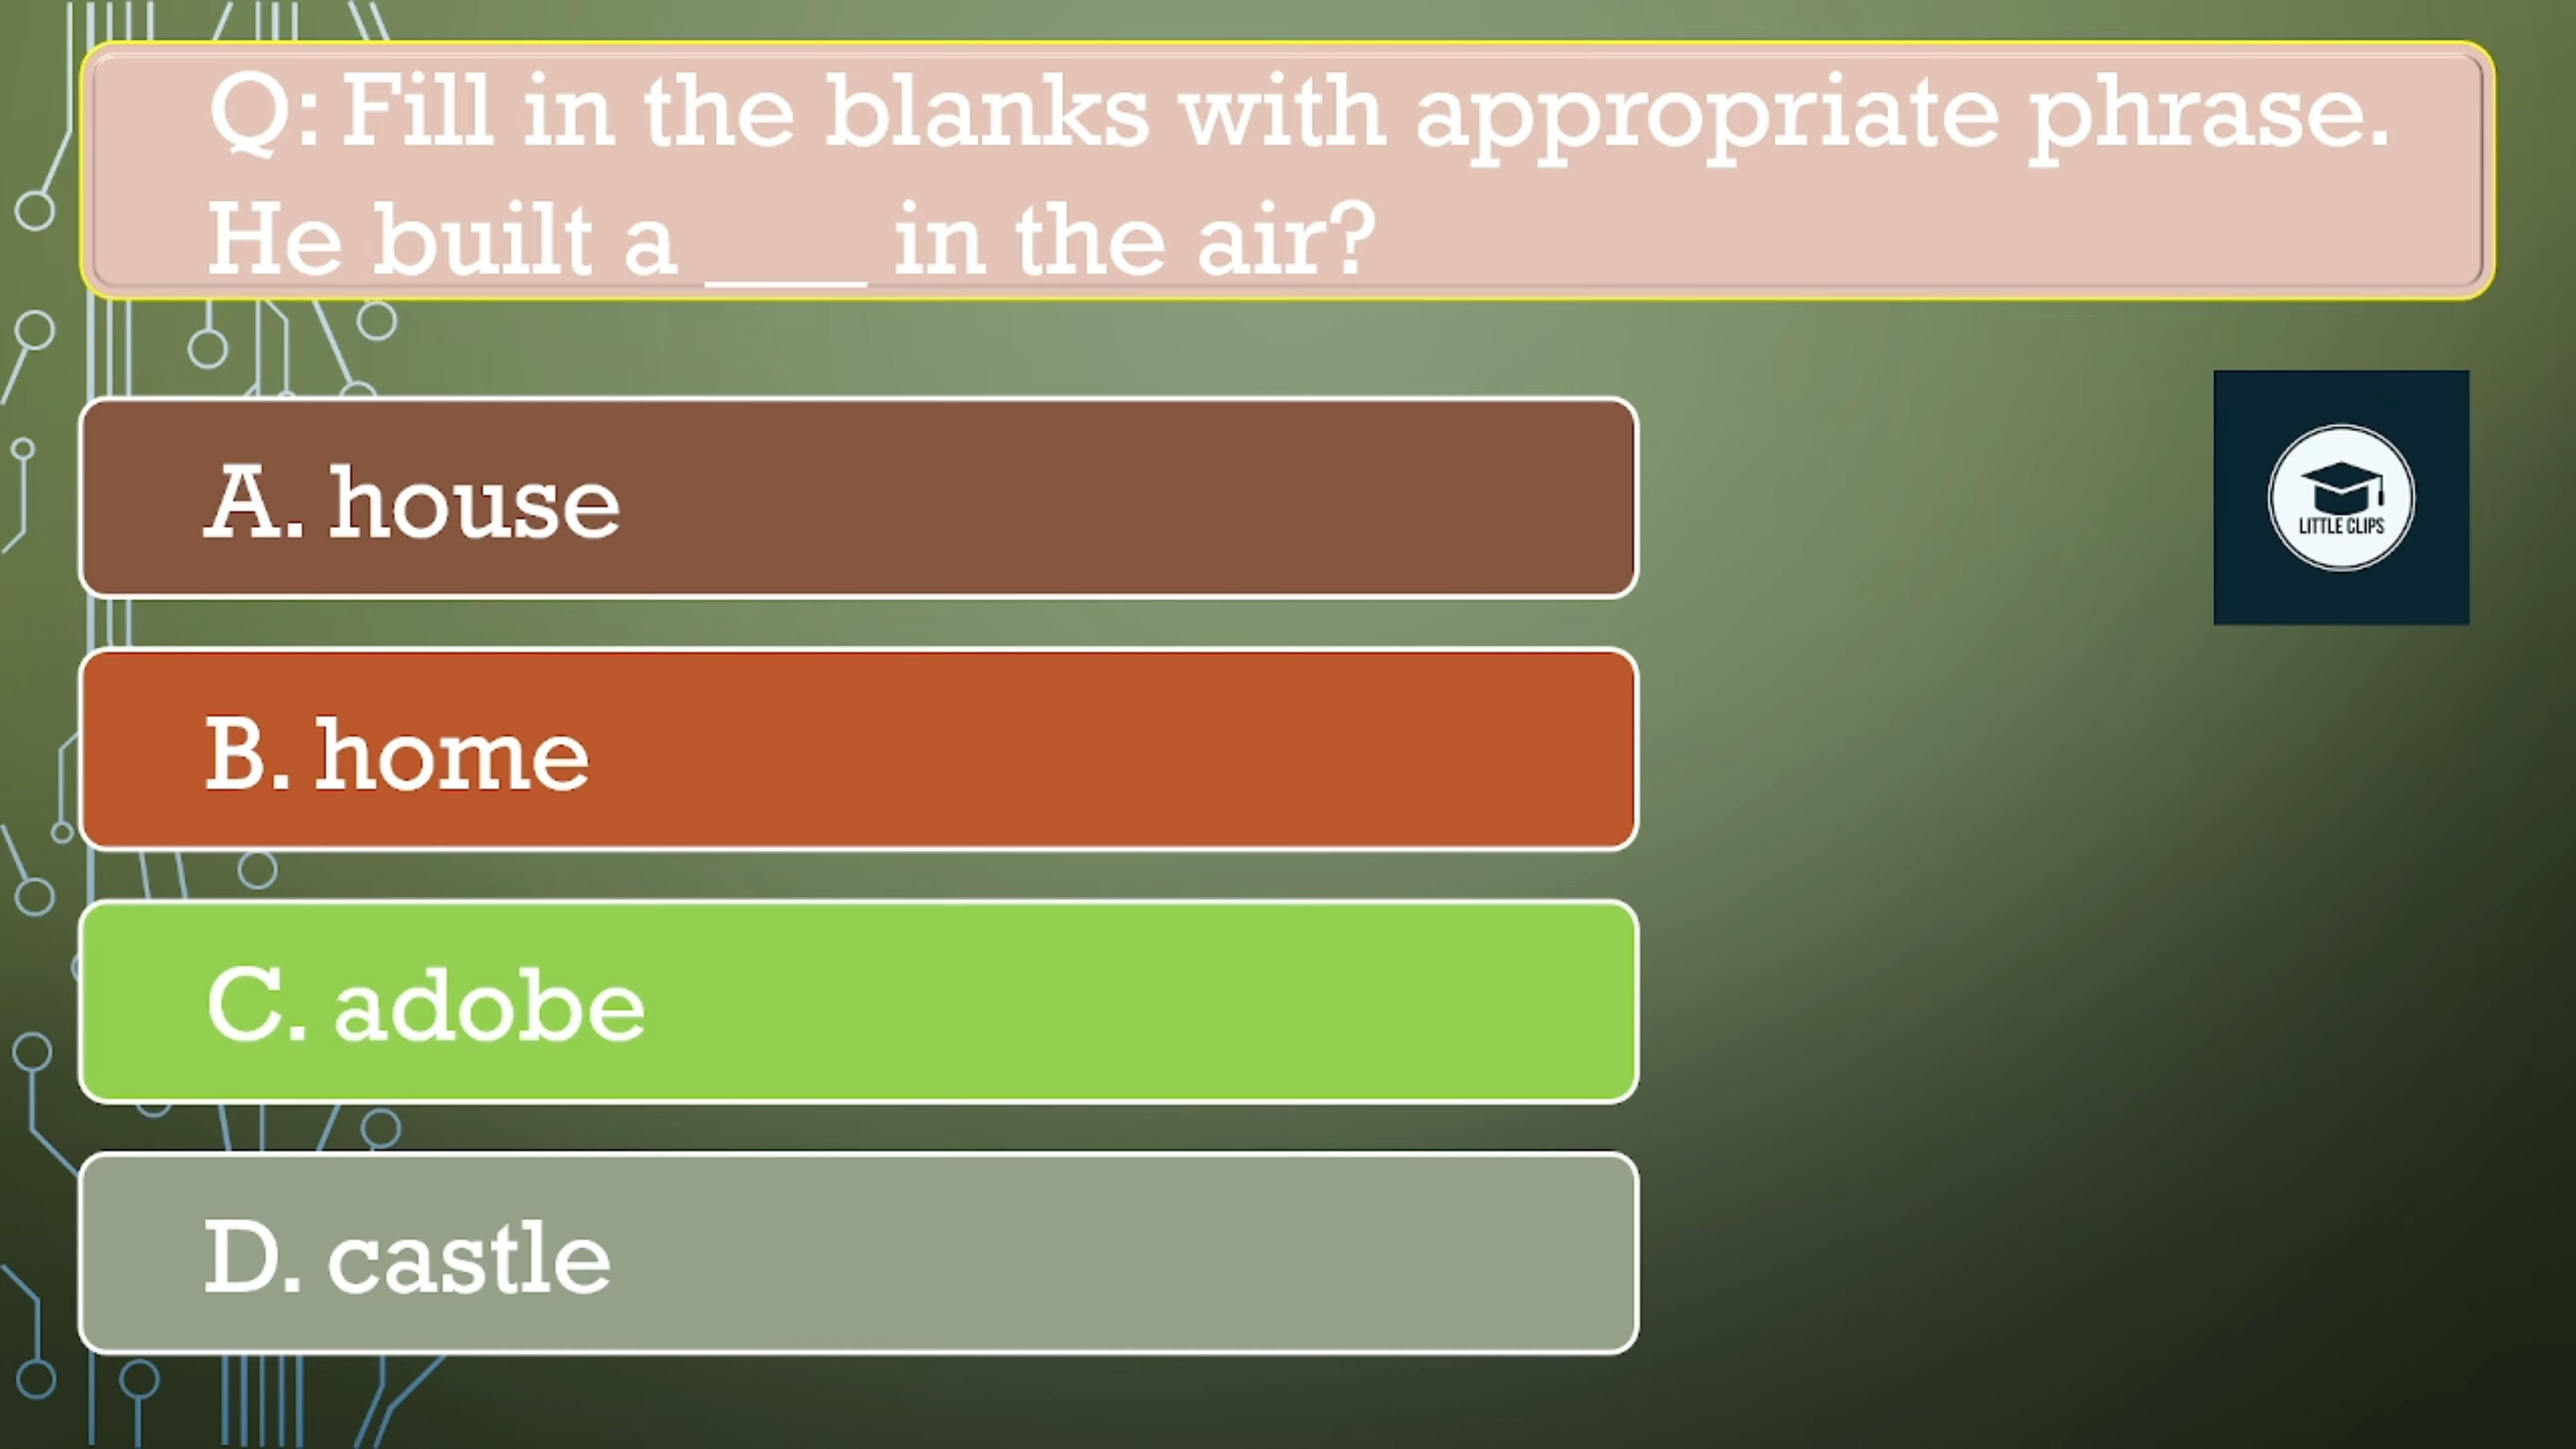 Q: Fill in the blanks with appropriate phrase.
He built a ____ in the air?
A. house
LITTLE CLIPS
B. home
C. adobe
D. castle